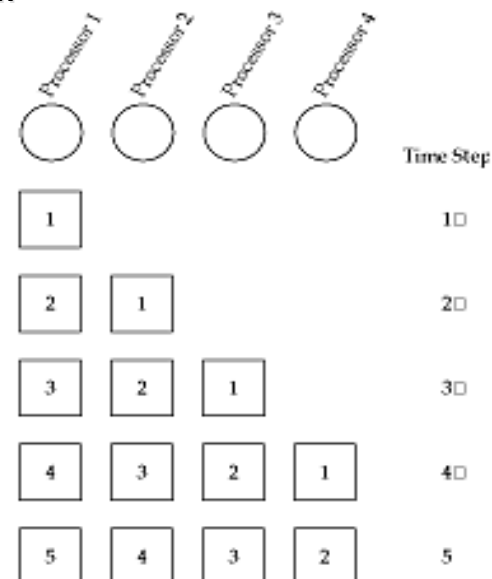 Processor 1 Processor 2 Processor 3 Processor 4
Time Step
1 1□
2 1 2□
3 2 1 3□
4 3 2 1 4□
5 4 3 2 5